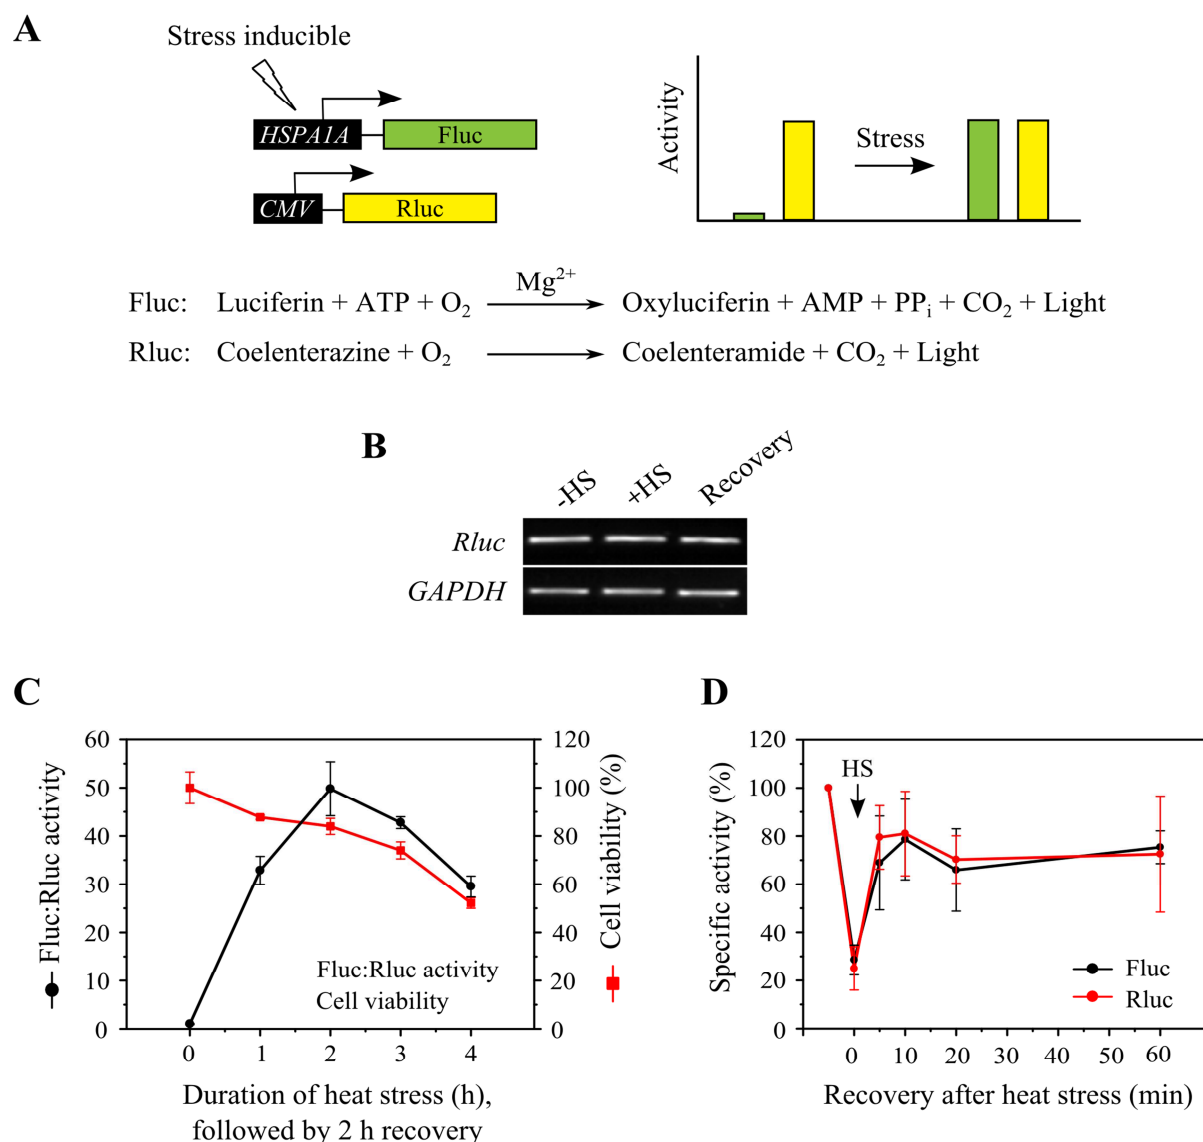 A
Stress inducible
HSPA1A
Fluc
CMV
Rluc
Activity
Stress
Fluc: Luciferin + ATP + O₂ Mg²⁺ Oxyluciferin + AMP + PPᵢ + CO₂ + Light
Rluc: Coelenterazine + O₂ Coelenteramide + CO₂ + Light
B
-HS +HS Recovery
Rluc
GAPDH
C
Fluc:Rluc activity
60
50
40
30
20
10
0
120
100
80
60
40
20
0
Cell viability (%)
Fluc:Rluc activity
Cell viability
0 1 2 3 4
Duration of heat stress (h),
followed by 2 h recovery
D
Specific activity (%)
120
100
80
60
40
20
0
HS
Fluc
Rluc
0 10 20 30 40 50 60
Recovery after heat stress (min)